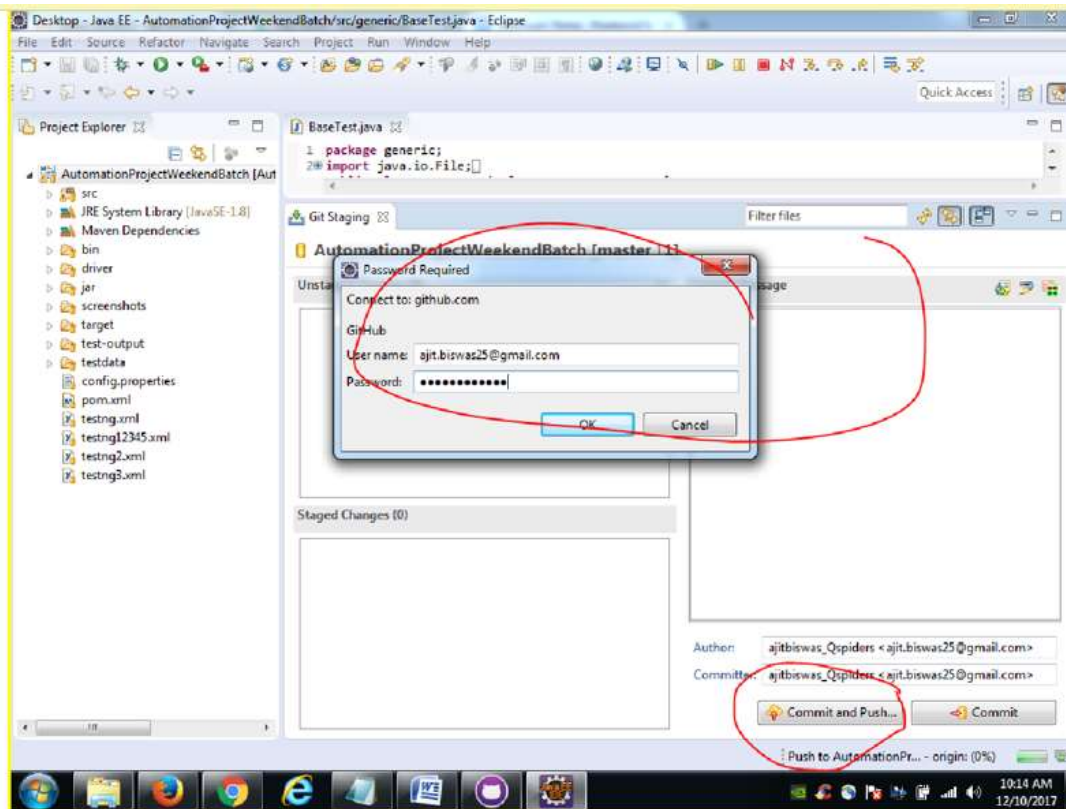 Desktop - Java EE - AutomationProjectWeekendBatch/src/generic/BaseTest.java - Eclipse
File Edit Source Refactor Navigate Search Project Run Window Help
Quick Access
Project Explorer
BaseTest.java
1 package generic;
2 import java.io.File;
AutomationProjectWeekendBatch [Aut
src
JRE System Library [JavaSE-1.8]
Maven Dependencies
bin
driver
jar
screenshots
target
test-output
testdata
config.properties
pom.xml
testng.xml
testng12345.xml
testng2.xml
testng3.xml
Git Staging
Filter files
AutomationProjectWeekendBatch [master
Unsta
ssage
Password Required
Connect to: github.com
GitHub
User name: ajit.biswas25@gmail.com
Password: ••••••••••••
OK Cancel
Staged Changes (0)
Author: ajitbiswas_Qspiders <ajit.biswas25@gmail.com>
Committer: ajitbiswas_Qspiders <ajit.biswas25@gmail.com>
Commit and Push... Commit
Push to AutomationPr... - origin: (0%)
10:14 AM
12/10/2017